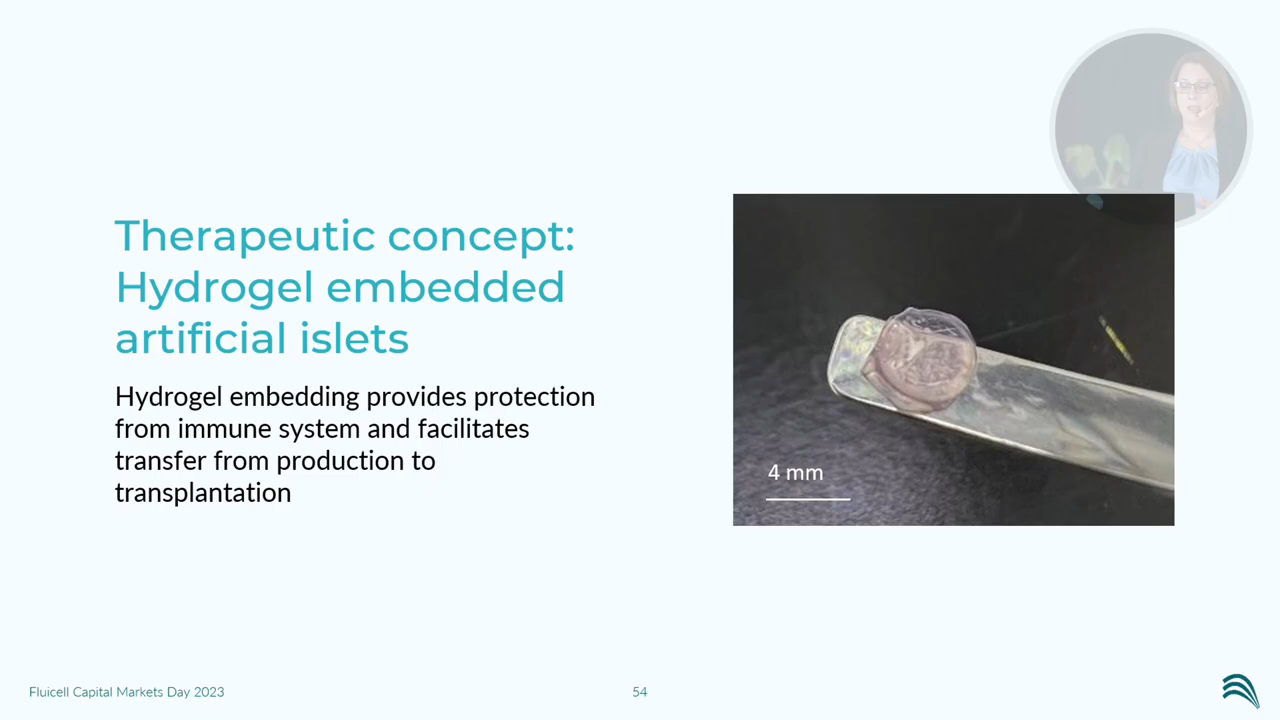 Therapeutic concept:
Hydrogel embedded
artificial islets
Hydrogel embedding provides protection
from immune system and facilitates
transfer from production to
transplantation
4 mm
Fluicell Capital Markets Day 2023
54